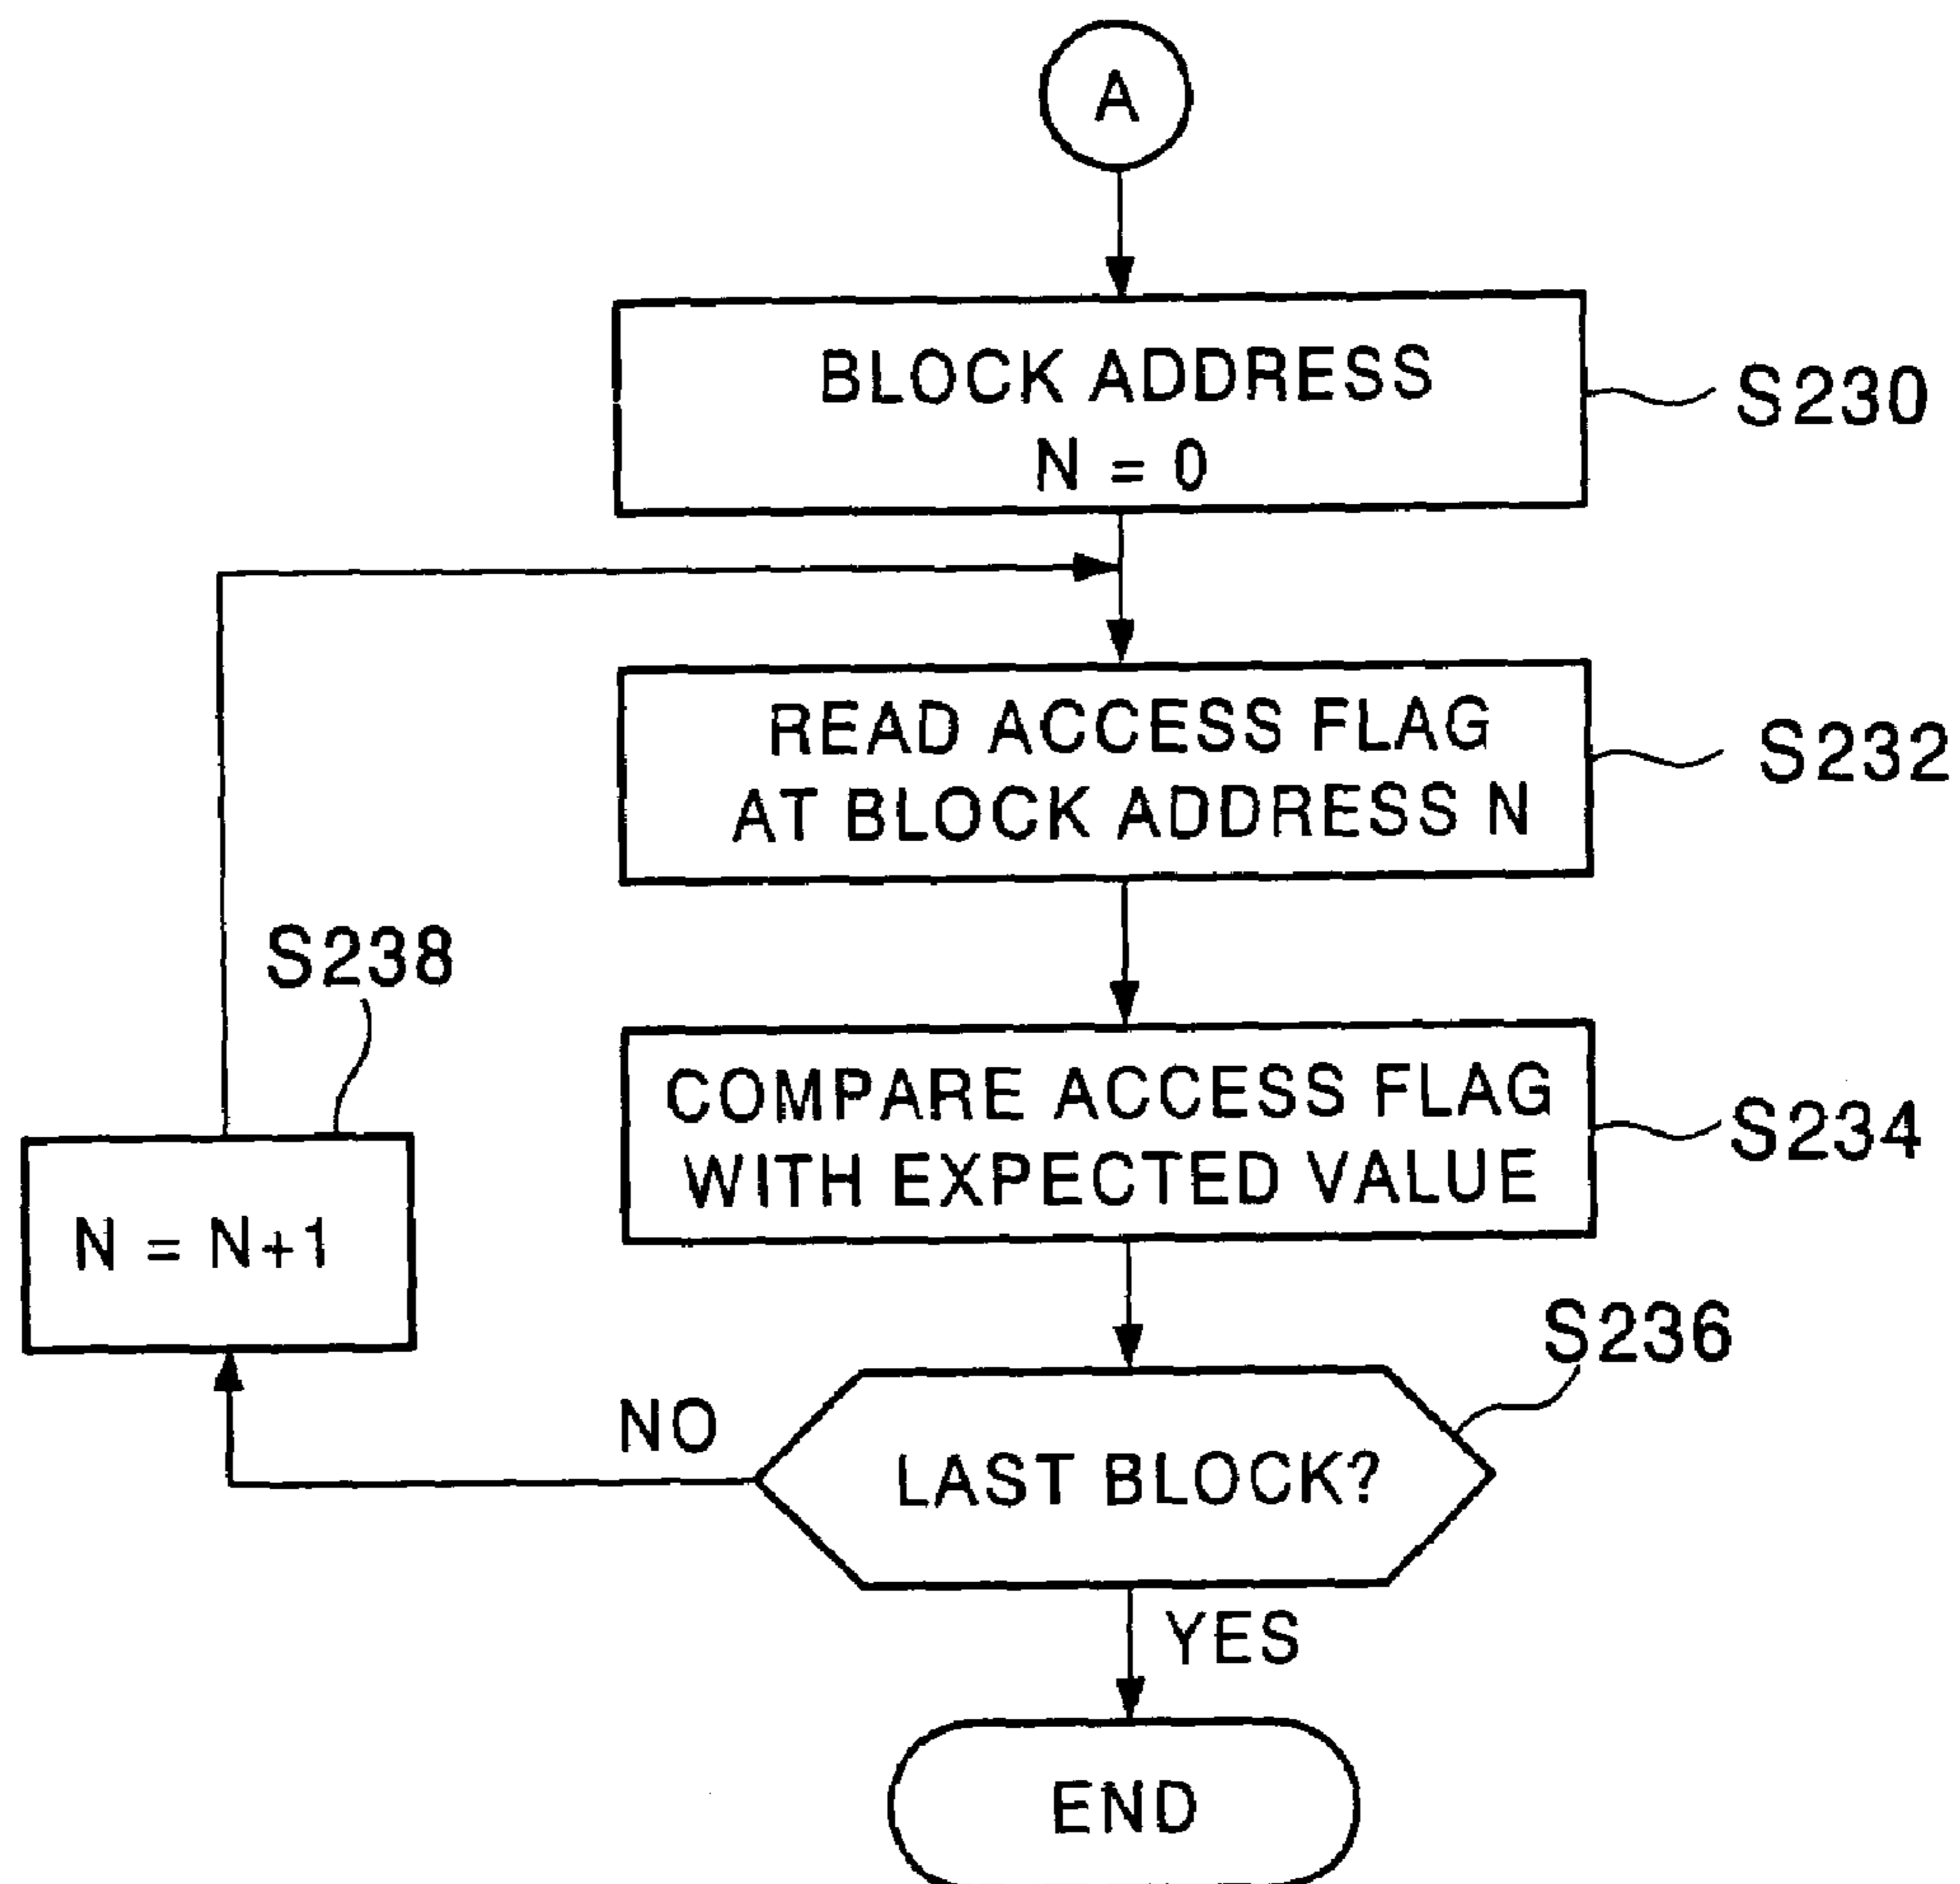 A
BLOCK ADDRESS
N = 0
S230
READ ACCESS FLAG
AT BLOCK ADDRESS N
S232
S238
COMPARE ACCESS FLAG
WITH EXPECTED VALUE
S234
N = N+1
S236
NO
LAST BLOCK?
YES
END